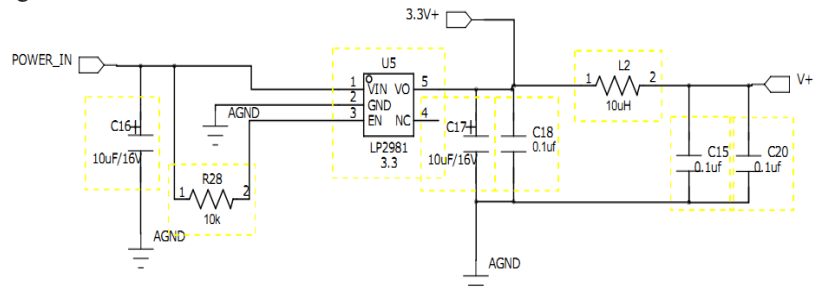 3.3V+
POWER_IN
U5
L2
V+
1 VIN VO 5
2 GND
3 EN NC 4
AGND
LP2981
3.3
1 2
10uH
C16+
10uF/16V
C17+
10uF/16V
C18
0.1uf
C15
0.1uf
C20
0.1uf
R28
1 2
10k
AGND
AGND